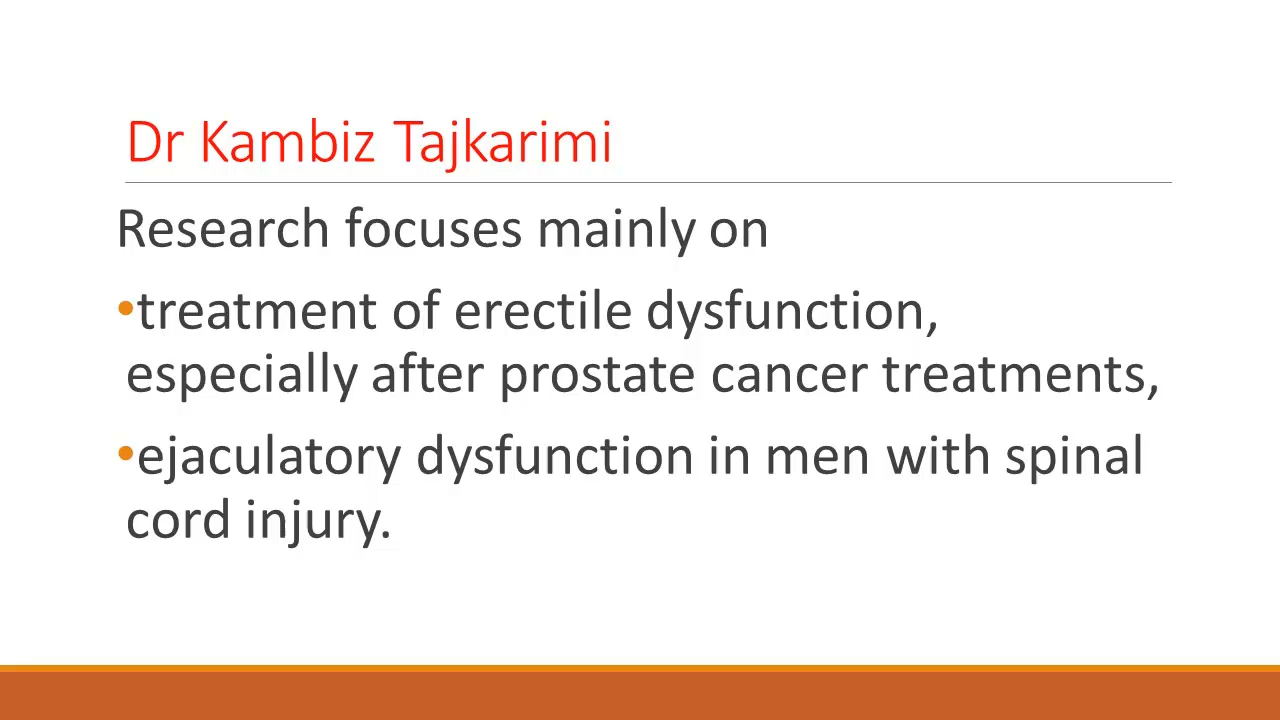 Dr Kambiz Tajkarimi
Research focuses mainly on
•treatment of erectile dysfunction,
especially after prostate cancer treatments,
•ejaculatory dysfunction in men with spinal
cord injury.